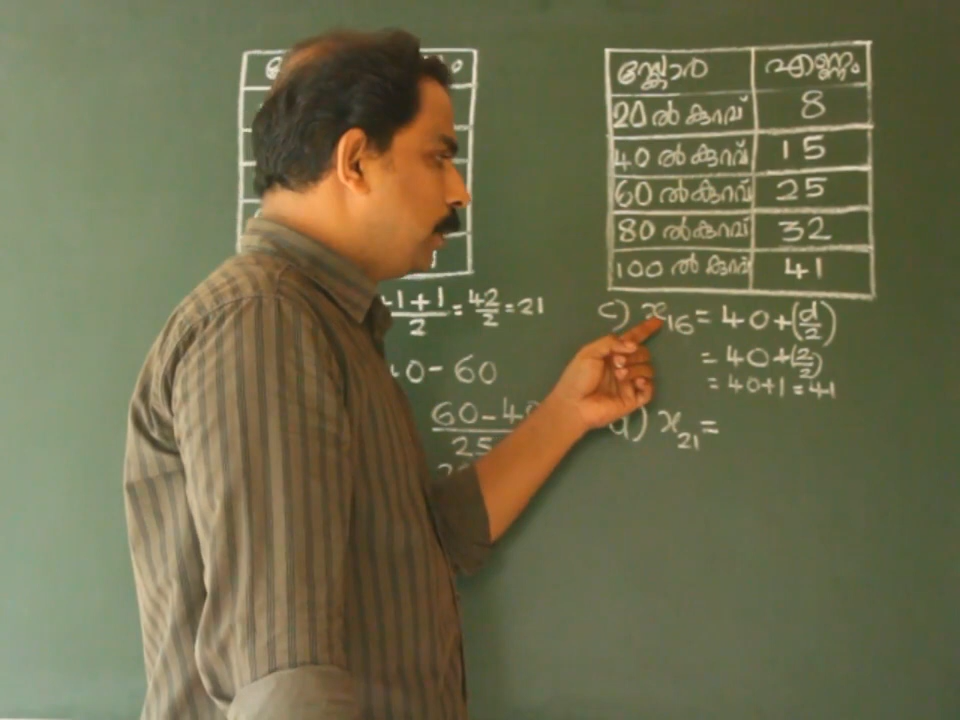 സ്കോർ എണ്ണം
20 ൽ കുറവ് 8
40 ൽ കുറവ് 15
60 ൽ കുറവ് 25
80 ൽ കുറവ് 32
100 ൽ കുറവ് 41
41+1/2 = 42/2 = 21
40 - 60
60-40/25
c) x₁₆ = 40+(d/2)
= 40+(2/2)
= 40+1 = 41
d) x₂₁ =